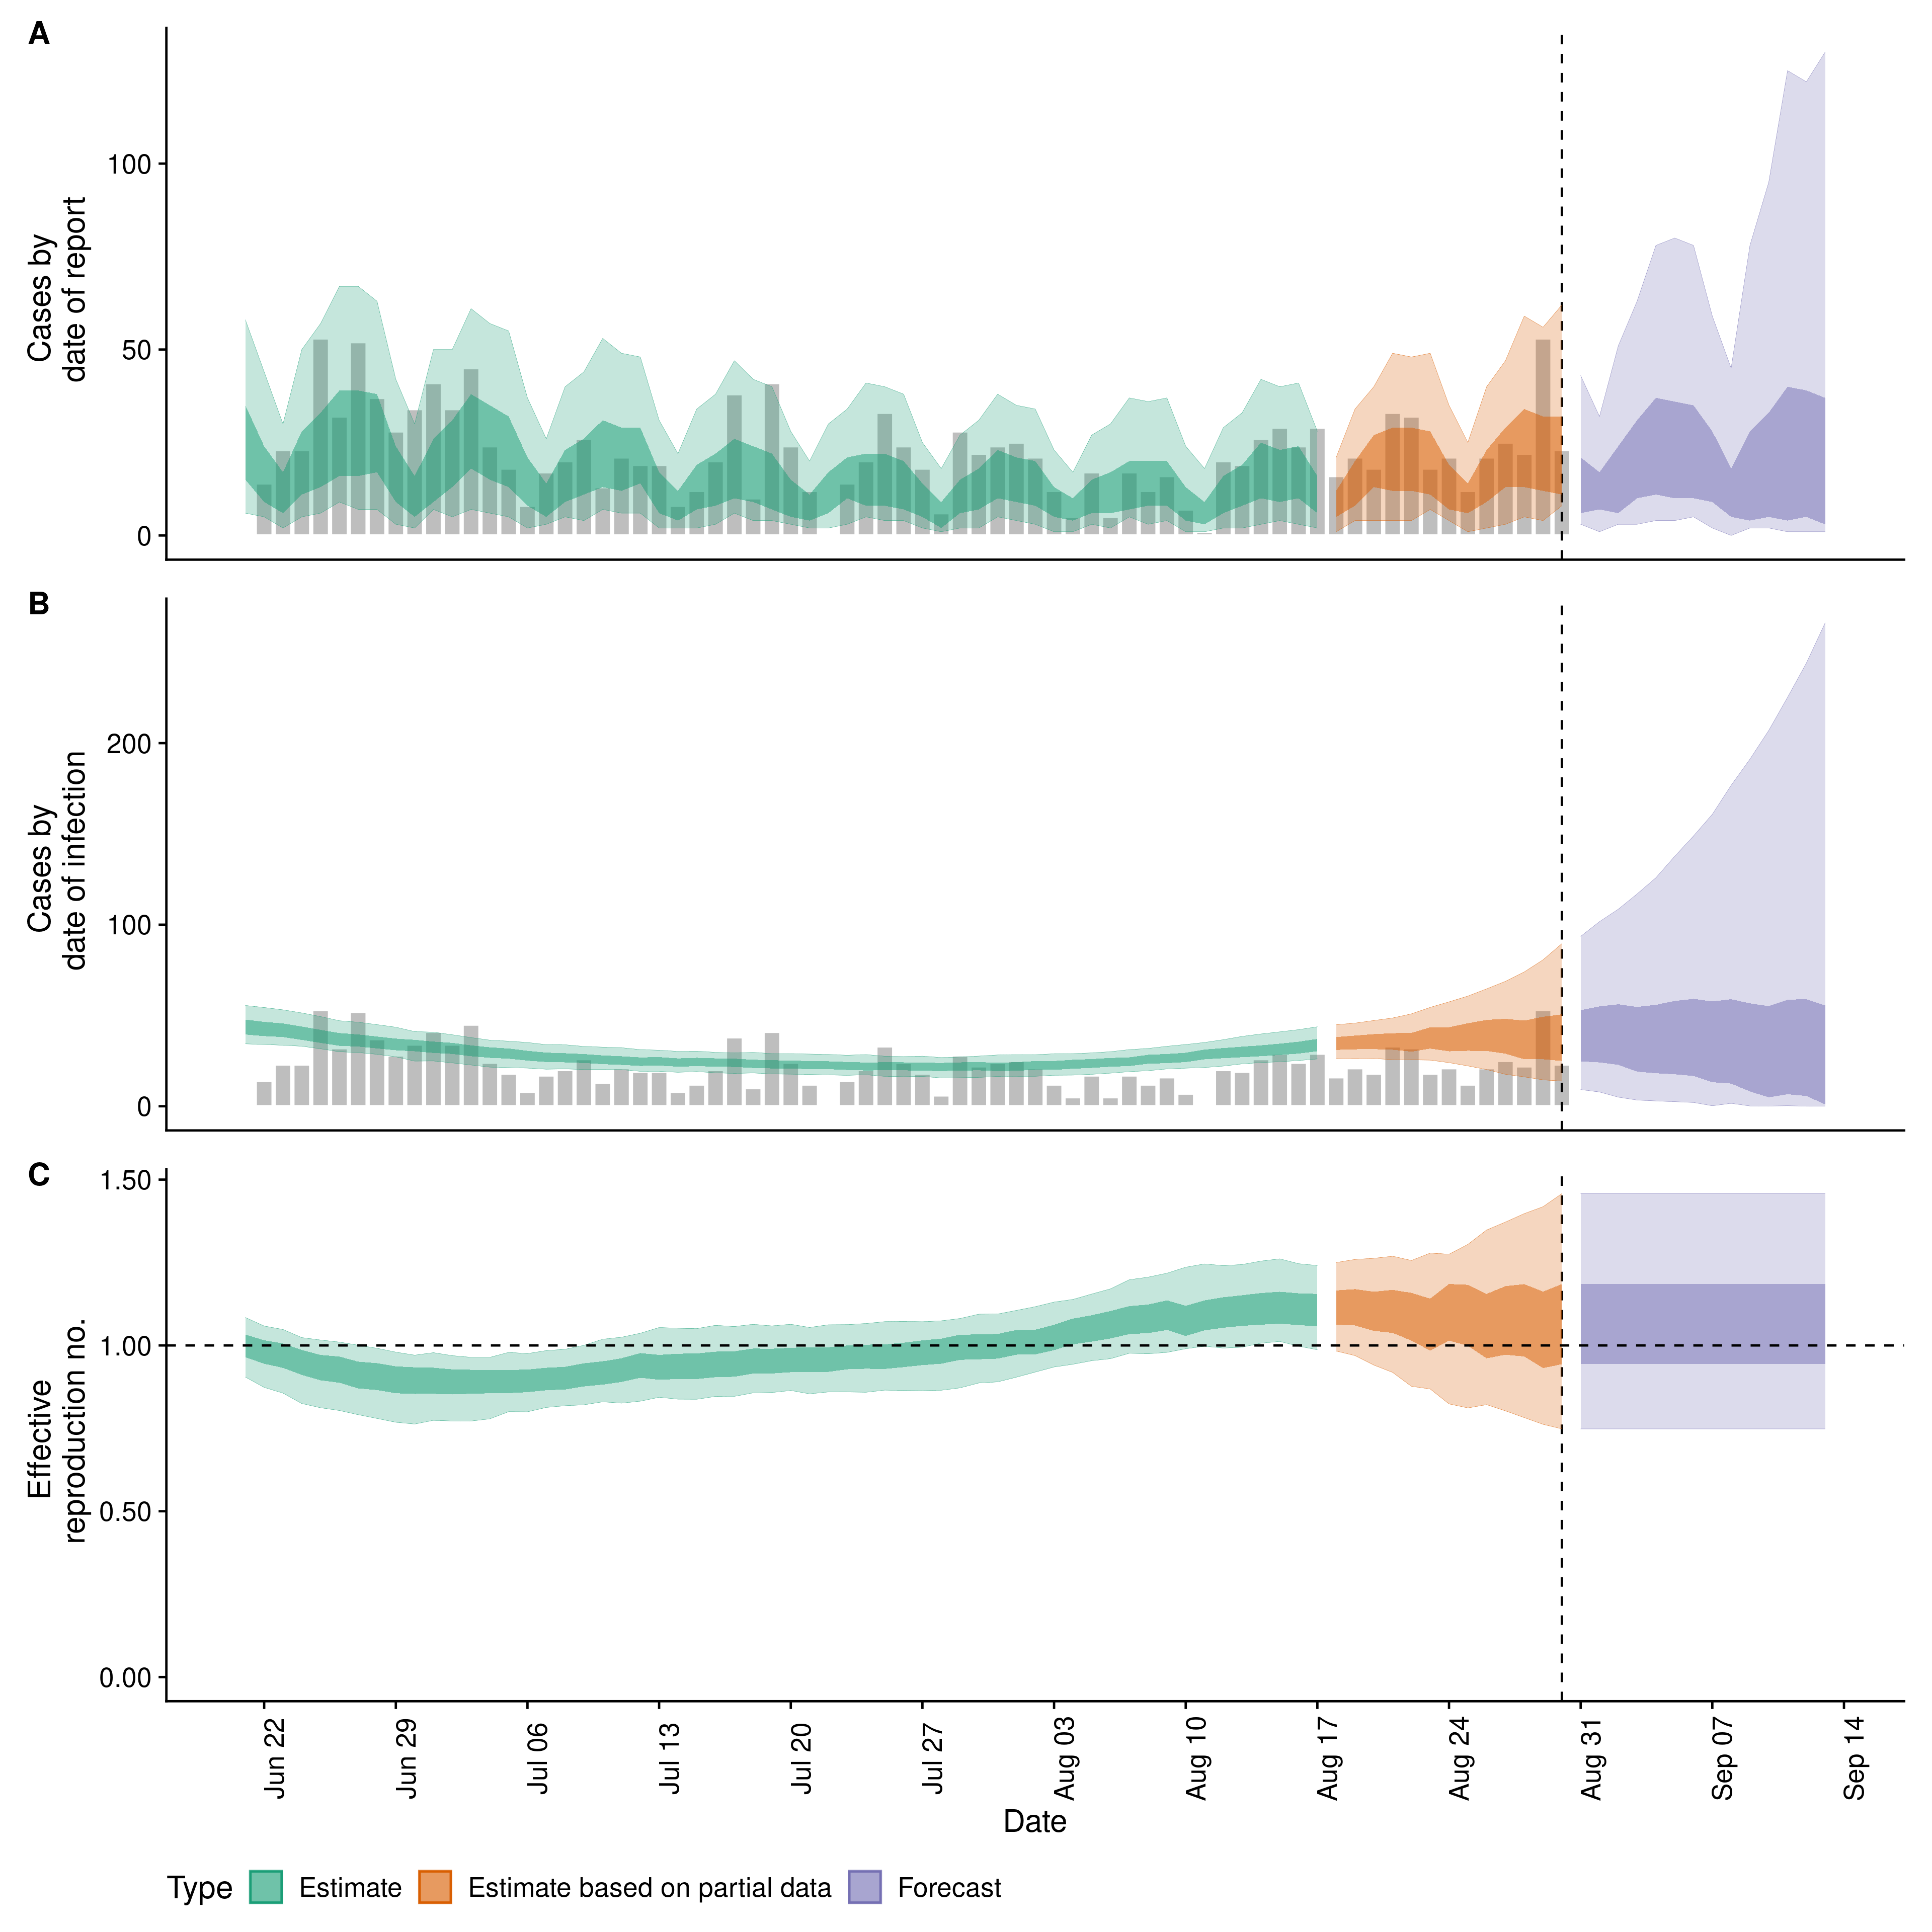 A
Cases by
date of report
100
50
0
B
Cases by
date of infection
200
100
0
C
Effective
reproduction no.
1.50
1.00
0.50
0.00
Jun 22
Jun 29
Jul 06
Jul 13
Jul 20
Jul 27
Aug 03
Aug 10
Aug 17
Aug 24
Aug 31
Sep 07
Sep 14
Date
Type
Estimate
Estimate based on partial data
Forecast